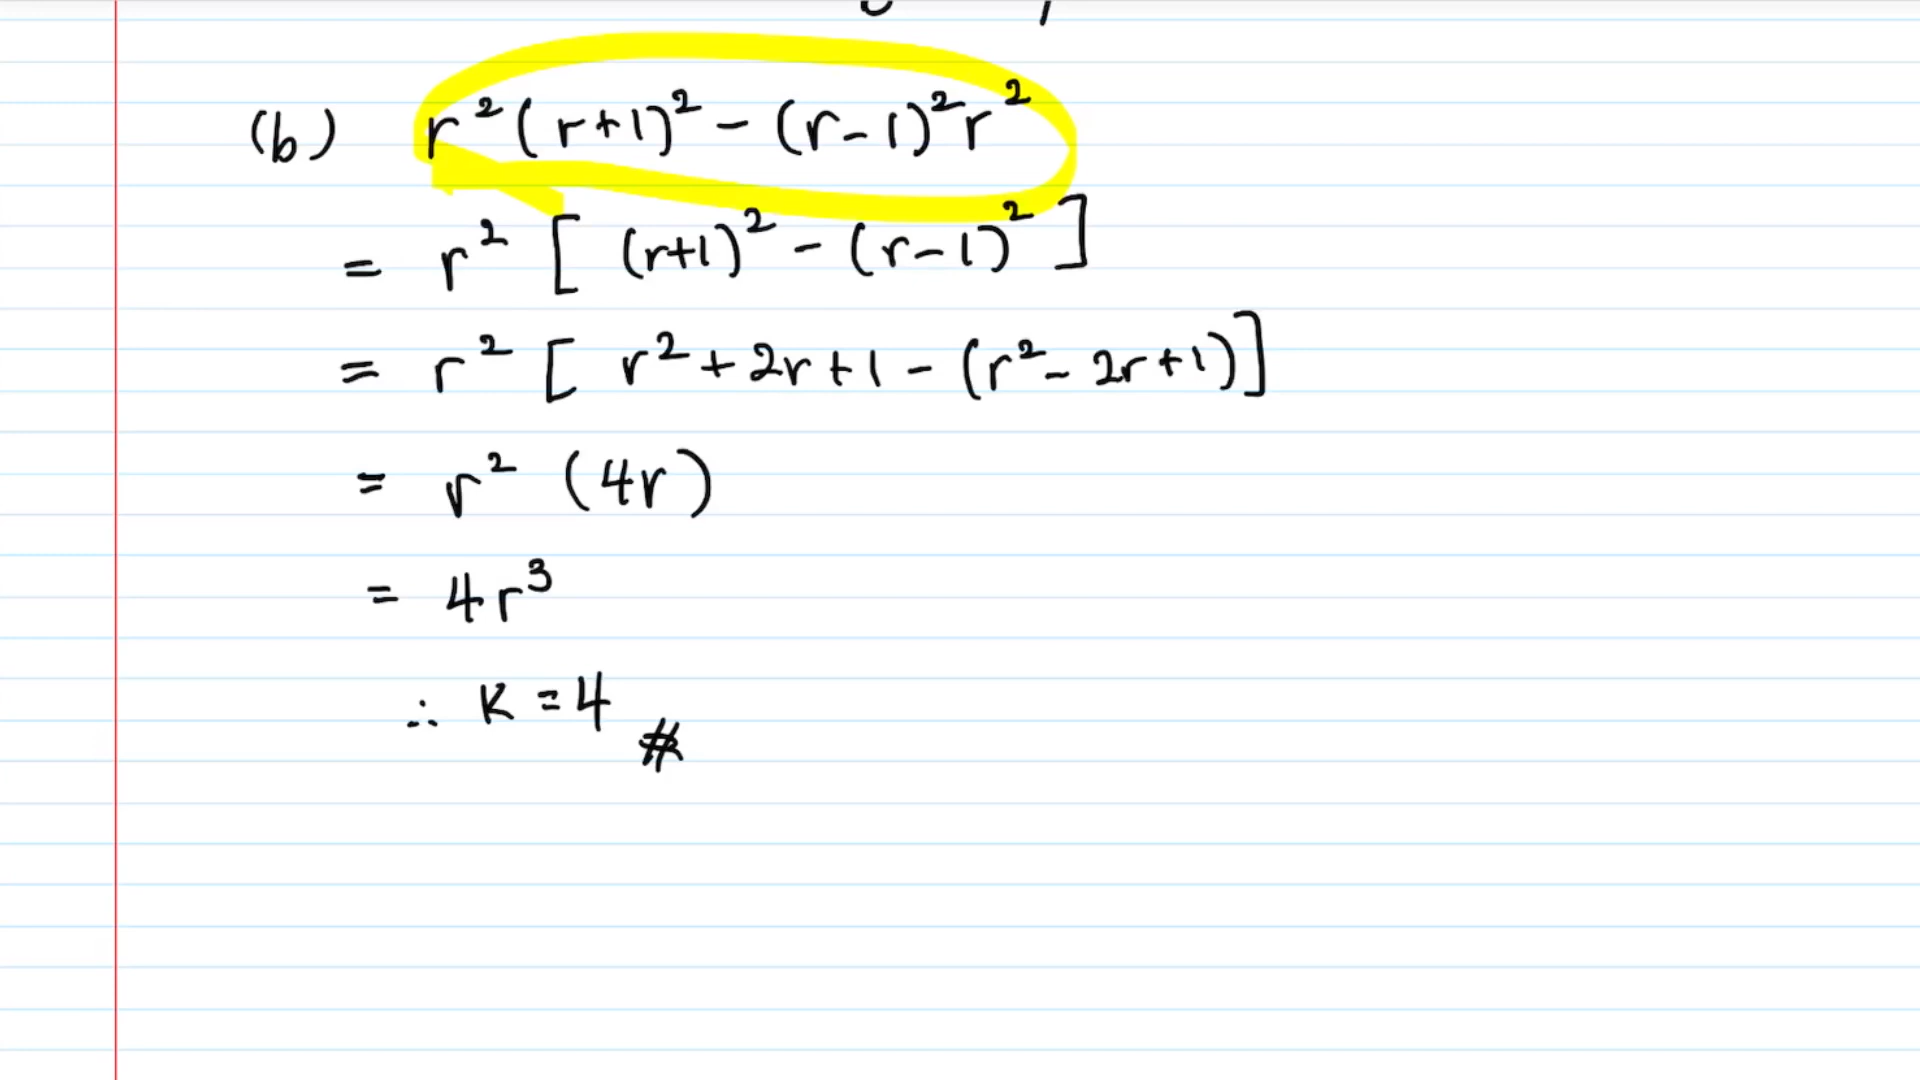 (b) r²(r+1)² - (r-1)²r²
= r² [ (r+1)² - (r-1)² ]
= r² [ r² + 2r + 1 - (r² - 2r + 1) ]
= r² (4r)
= 4r³
∴ K = 4 #